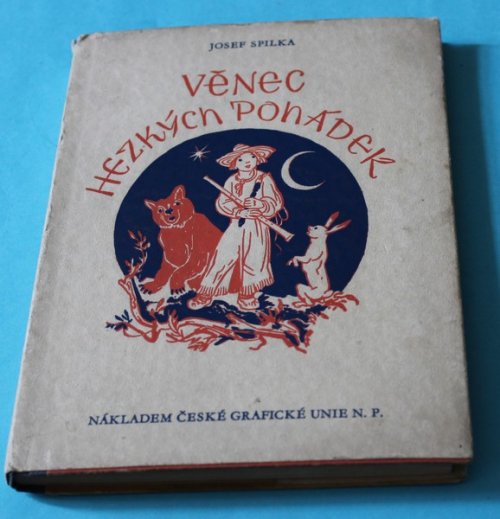 JOSEF SPILKA
VĚNEC
HEZKÝCH POHÁDEK
NÁKLADEM ČESKÉ GRAFICKÉ UNIE N. P.